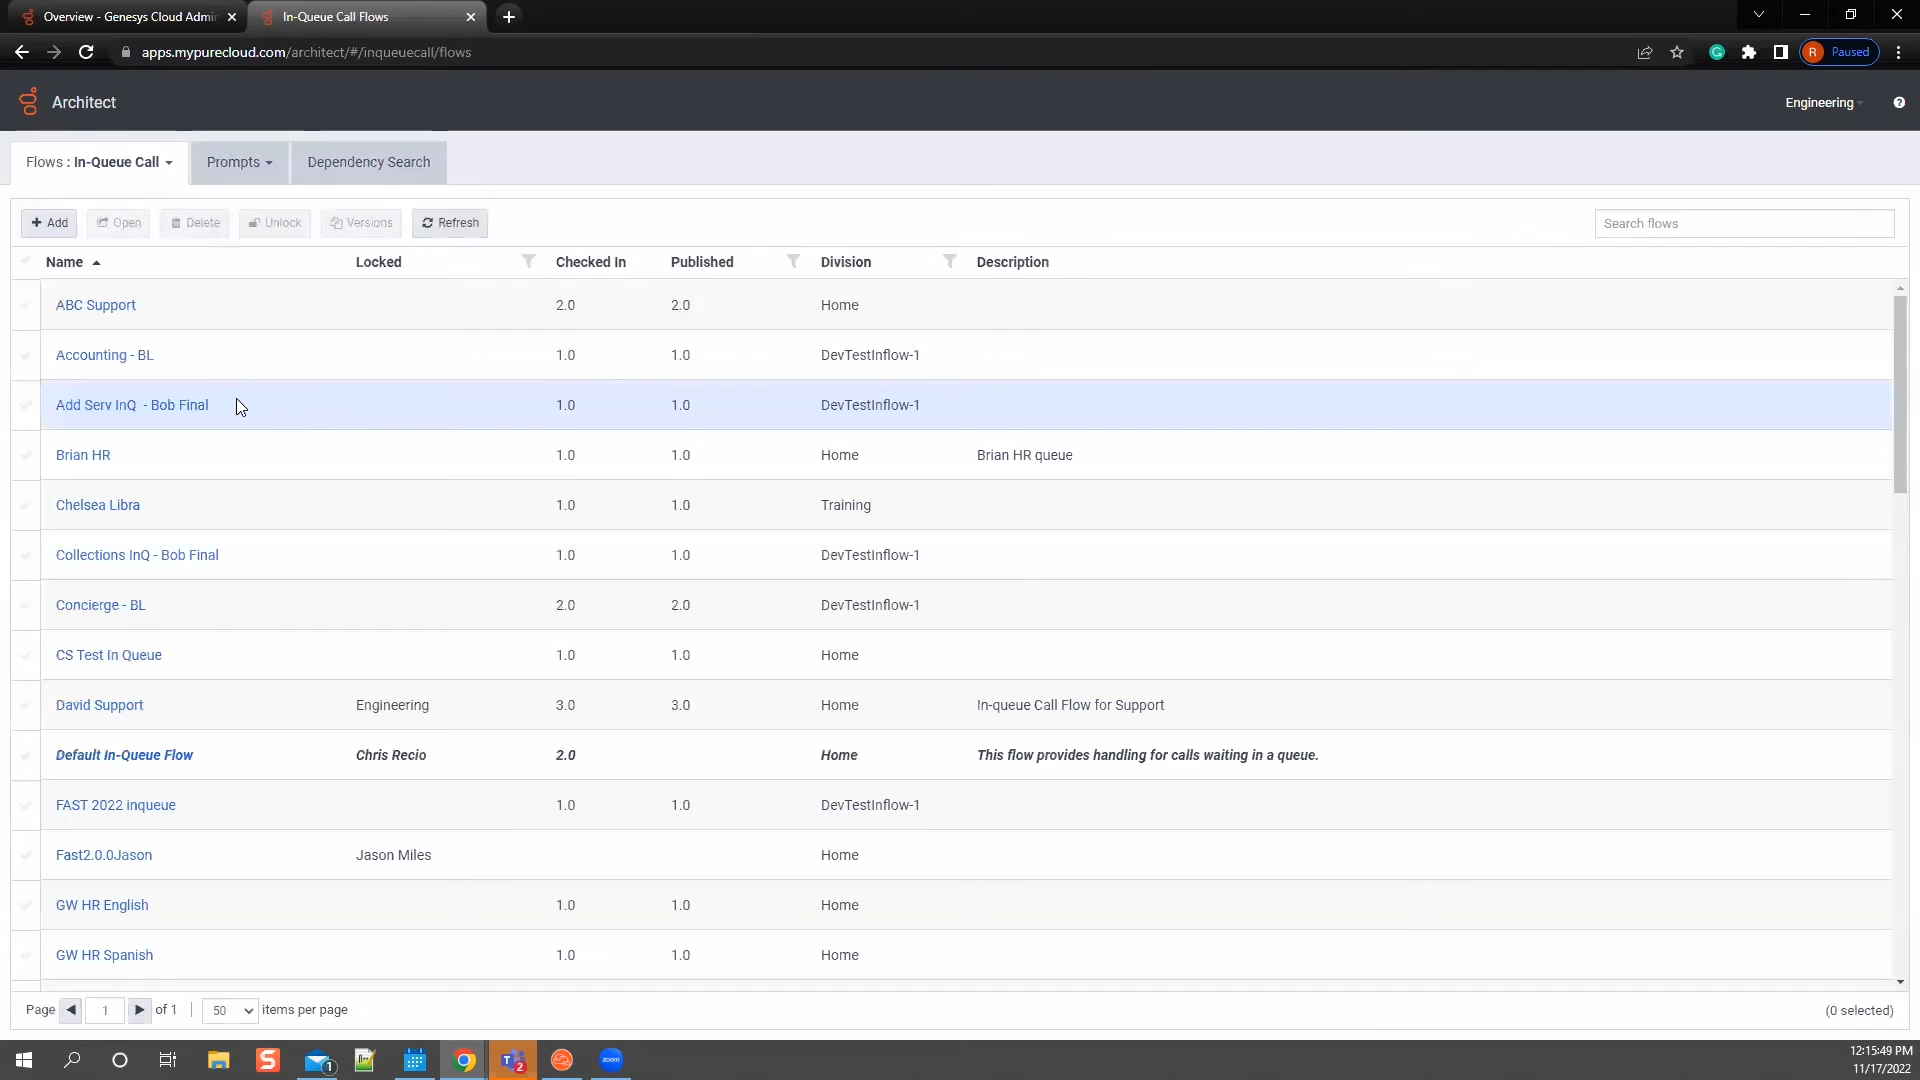 Overview - Genesys Cloud Admin
In-Queue Call Flows
apps.mypurecloud.com/architect/#/inqueuecall/flows
R Paused
Architect
Engineering
Flows : In-Queue Call
Prompts
Dependency Search
+ Add
Open
Delete
Unlock
Versions
Refresh
Search flows
Name Locked Checked In Published Division Description
ABC Support 2.0 2.0 Home
Accounting - BL 1.0 1.0 DevTestInflow-1
Add Serv InQ - Bob Final 1.0 1.0 DevTestInflow-1
Brian HR 1.0 1.0 Home Brian HR queue
Chelsea Libra 1.0 1.0 Training
Collections InQ - Bob Final 1.0 1.0 DevTestInflow-1
Concierge - BL 2.0 2.0 DevTestInflow-1
CS Test In Queue 1.0 1.0 Home
David Support Engineering 3.0 3.0 Home In-queue Call Flow for Support
Default In-Queue Flow Chris Recio 2.0 Home This flow provides handling for calls waiting in a queue.
FAST 2022 inqueue 1.0 1.0 DevTestInflow-1
Fast2.0.0Jason Jason Miles Home
GW HR English 1.0 1.0 Home
GW HR Spanish 1.0 1.0 Home
Page 1 of 1 50 items per page
(0 selected)
S
1
T
2
zoom
12:15:49 PM
11/17/2022